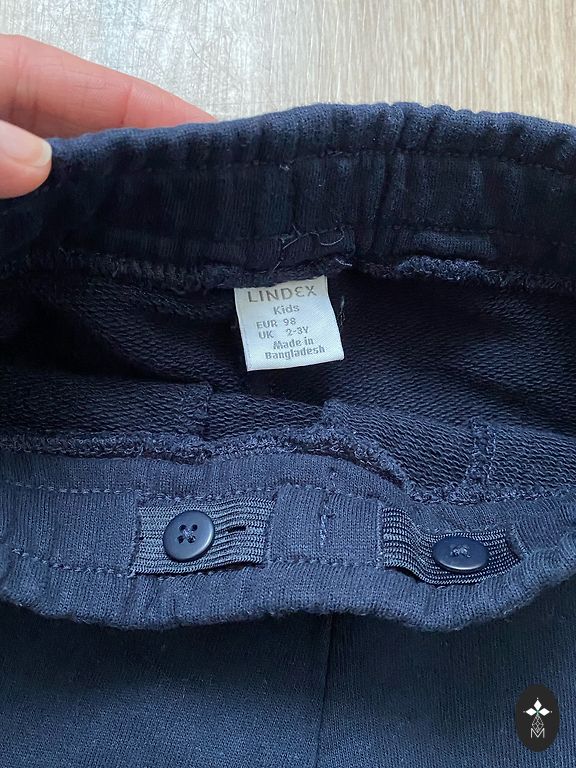 LINDEX
Kids
EUR 98
UK 2-3Y
Made in
Bangladesh
M